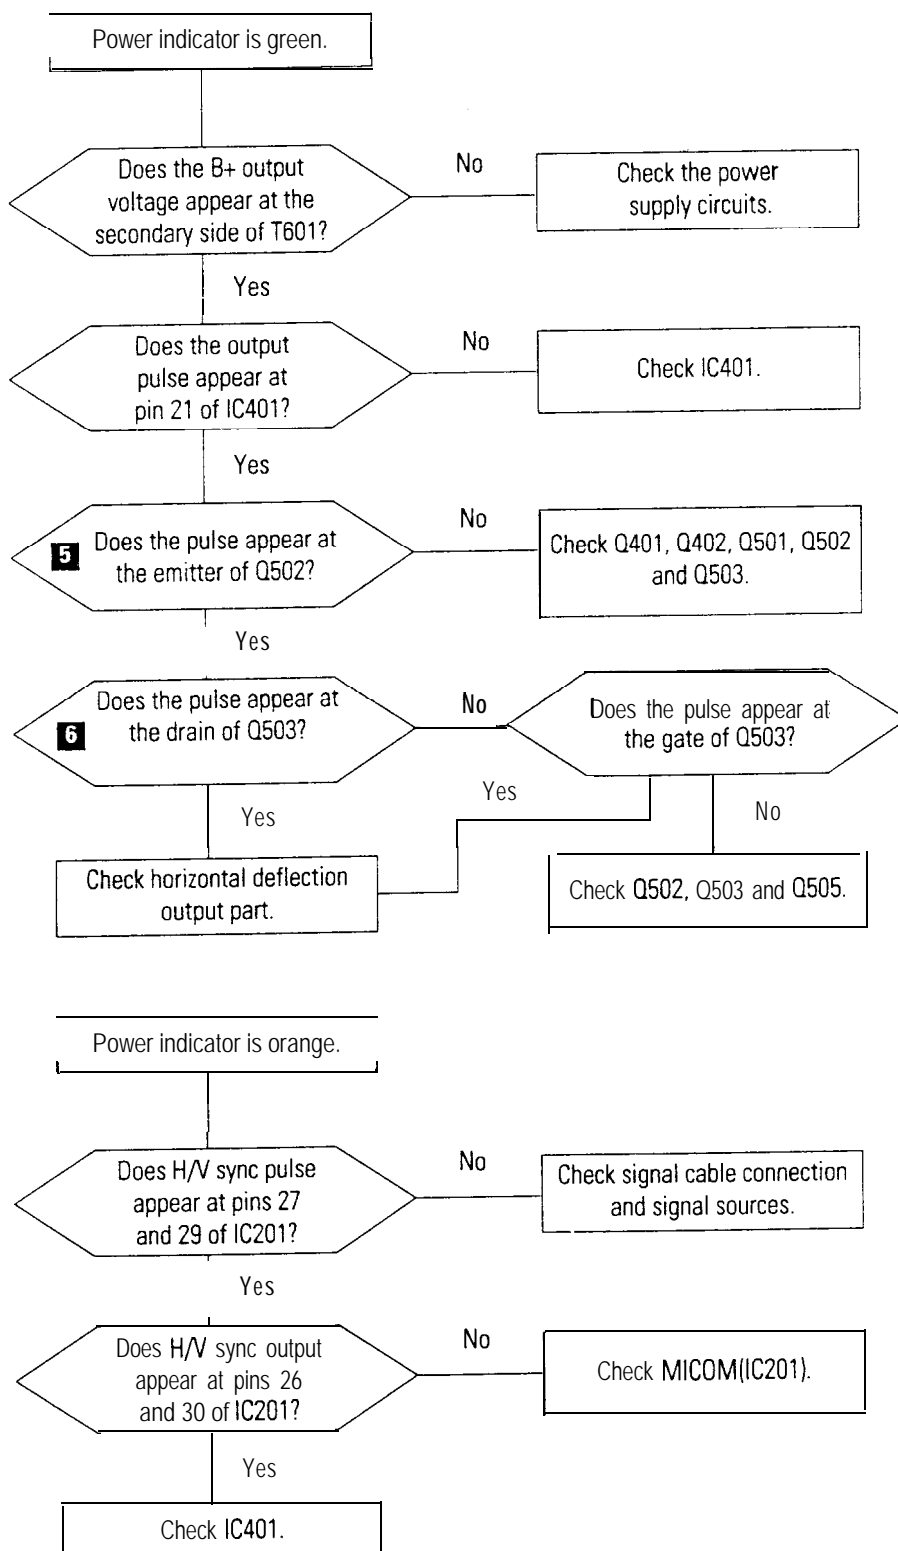 Power indicator is green.
Does the B+ output
voltage appear at the
secondary side of T601?
No
Check the power
supply circuits.
Yes
Does the output
pulse appear at
pin 21 of IC401?
No
Check IC401.
Yes
5
Does the pulse appear at
the emitter of Q502?
No
Check Q401, Q402, Q501, Q502
and Q503.
Yes
6
Does the pulse appear at
the drain of Q503?
No
Does the pulse appear at
the gate of Q503?
Yes
Yes
No
Check horizontal deflection
output part.
Check Q502, Q503 and Q505.
Power indicator is orange.
Does H/V sync pulse
appear at pins 27
and 29 of IC201?
No
Check signal cable connection
and signal sources.
Yes
Does H/V sync output
appear at pins 26
and 30 of IC201?
No
Check MICOM(IC201).
Yes
Check IC401.